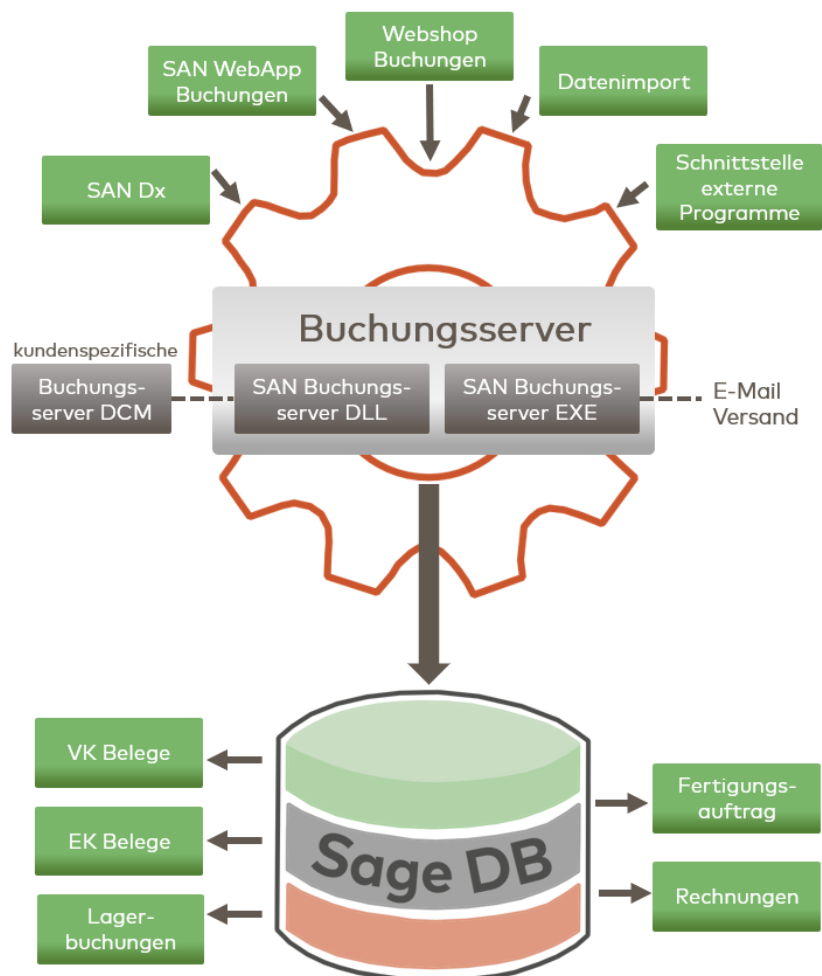 Webshop
Buchungen
SAN WebApp
Buchungen
Datenimport
SAN Dx
Schnittstelle
externe
Programme
Buchungsserver
kundenspezifische
Buchungs-
server DCM
SAN Buchungs-
server DLL
SAN Buchungs-
server EXE
E-Mail
Versand
VK Belege
EK Belege
Lager-
buchungen
Sage DB
Fertigungs-
auftrag
Rechnungen